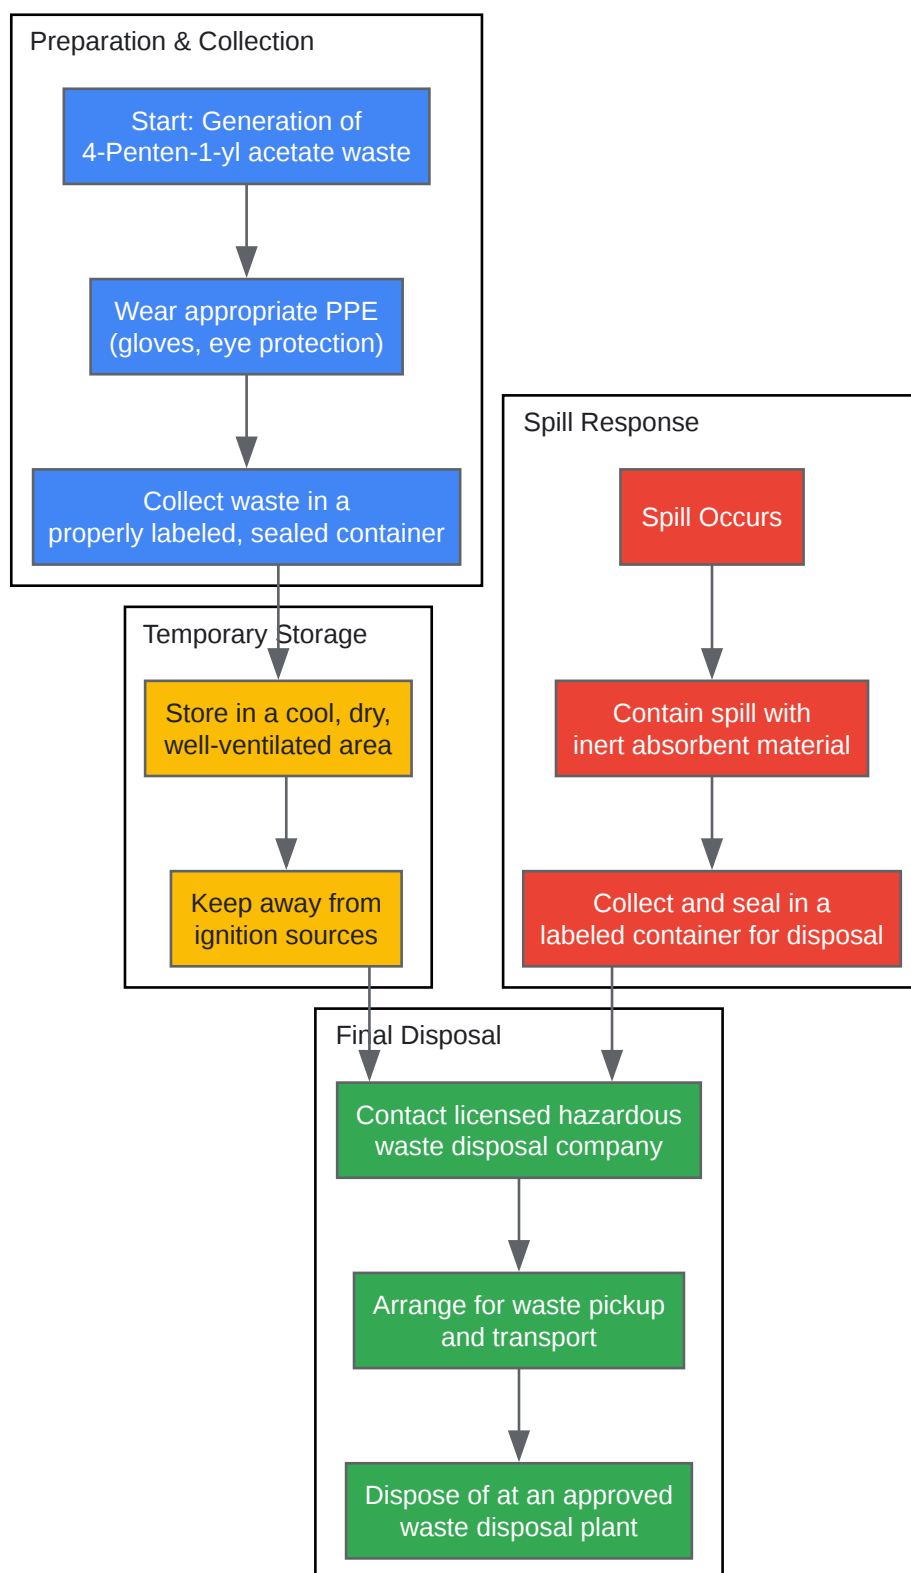 Preparation & Collection
Start: Generation of
4-Penten-1-yl acetate waste
Wear appropriate PPE
(gloves, eye protection)
Collect waste in a
properly labeled, sealed container
Spill Response
Spill Occurs
Contain spill with
inert absorbent material
Collect and seal in a
labeled container for disposal
Temporary Storage
Store in a cool, dry,
well-ventilated area
Keep away from
ignition sources
Final Disposal
Contact licensed hazardous
waste disposal company
Arrange for waste pickup
and transport
Dispose of at an approved
waste disposal plant